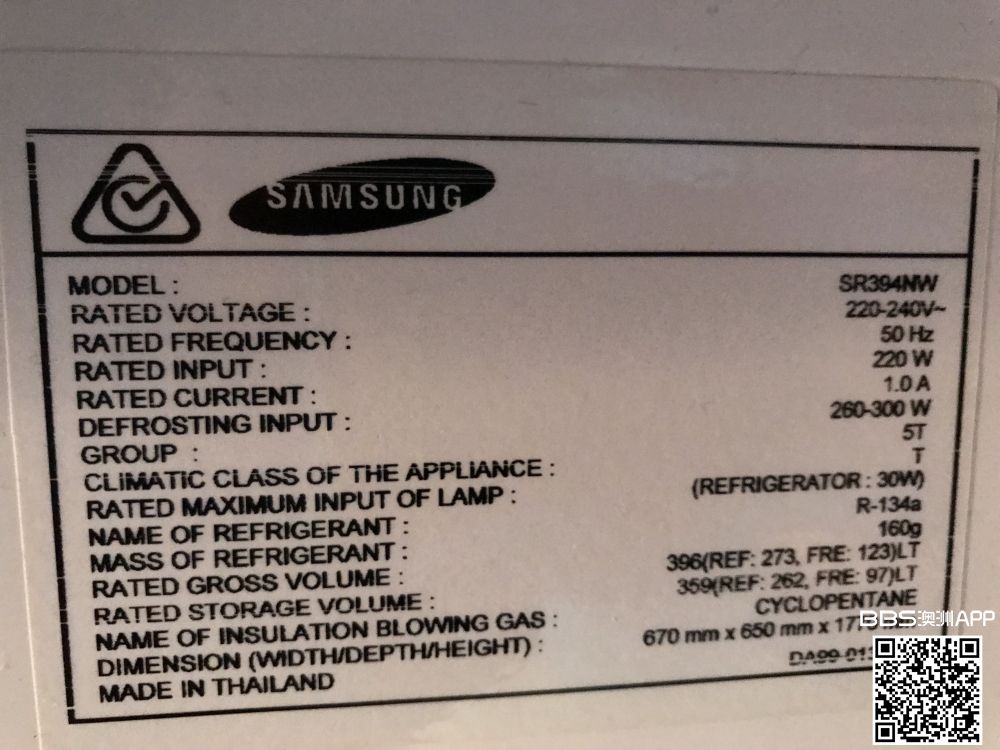 SAMSUNG
MODEL : SR394NW
RATED VOLTAGE : 220-240V~
RATED FREQUENCY : 50 Hz
RATED INPUT : 220 W
RATED CURRENT : 1.0 A
DEFROSTING INPUT : 260-300 W
GROUP : 5T
CLIMATIC CLASS OF THE APPLIANCE : T
RATED MAXIMUM INPUT OF LAMP : (REFRIGERATOR : 30W)
NAME OF REFRIGERANT : R-134a
MASS OF REFRIGERANT : 160g
RATED GROSS VOLUME : 396(REF: 273, FRE: 123)LT
RATED STORAGE VOLUME : 359(REF: 262, FRE: 97)LT
NAME OF INSULATION BLOWING GAS : CYCLOPENTANE
DIMENSION (WIDTH/DEPTH/HEIGHT) : 670 mm x 650 mm x
MADE IN THAILAND
BBS澳洲APP